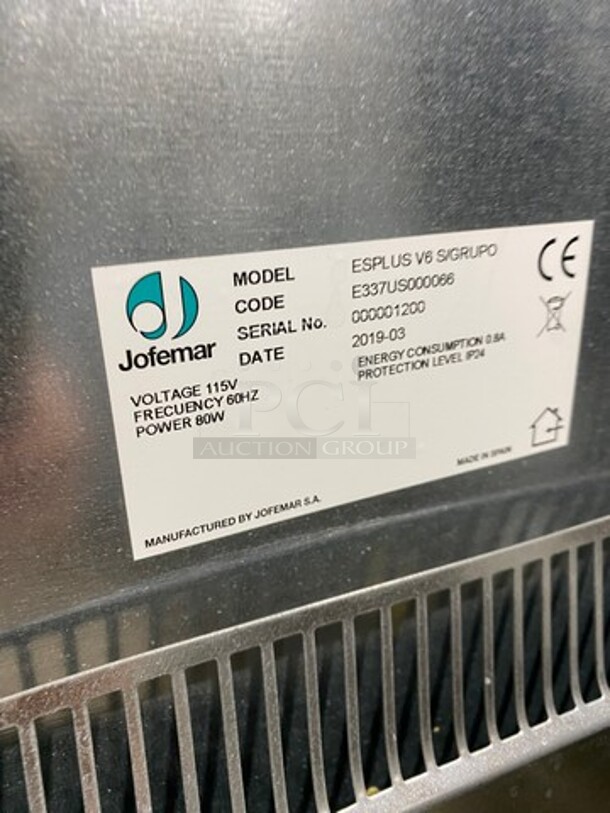 Jofemar
MODEL ESPLUS V6 S/GRUPO
CODE E337US000066
SERIAL No. 000001200
DATE 2019-03
VOLTAGE 115V
FRECUENCY 60HZ
POWER 80W
ENERGY CONSUMPTION 0.8A
PROTECTION LEVEL IP24
CE
PCI
AUCTION GROUP
MADE IN SPAIN
MANUFACTURED BY JOFEMAR S.A.